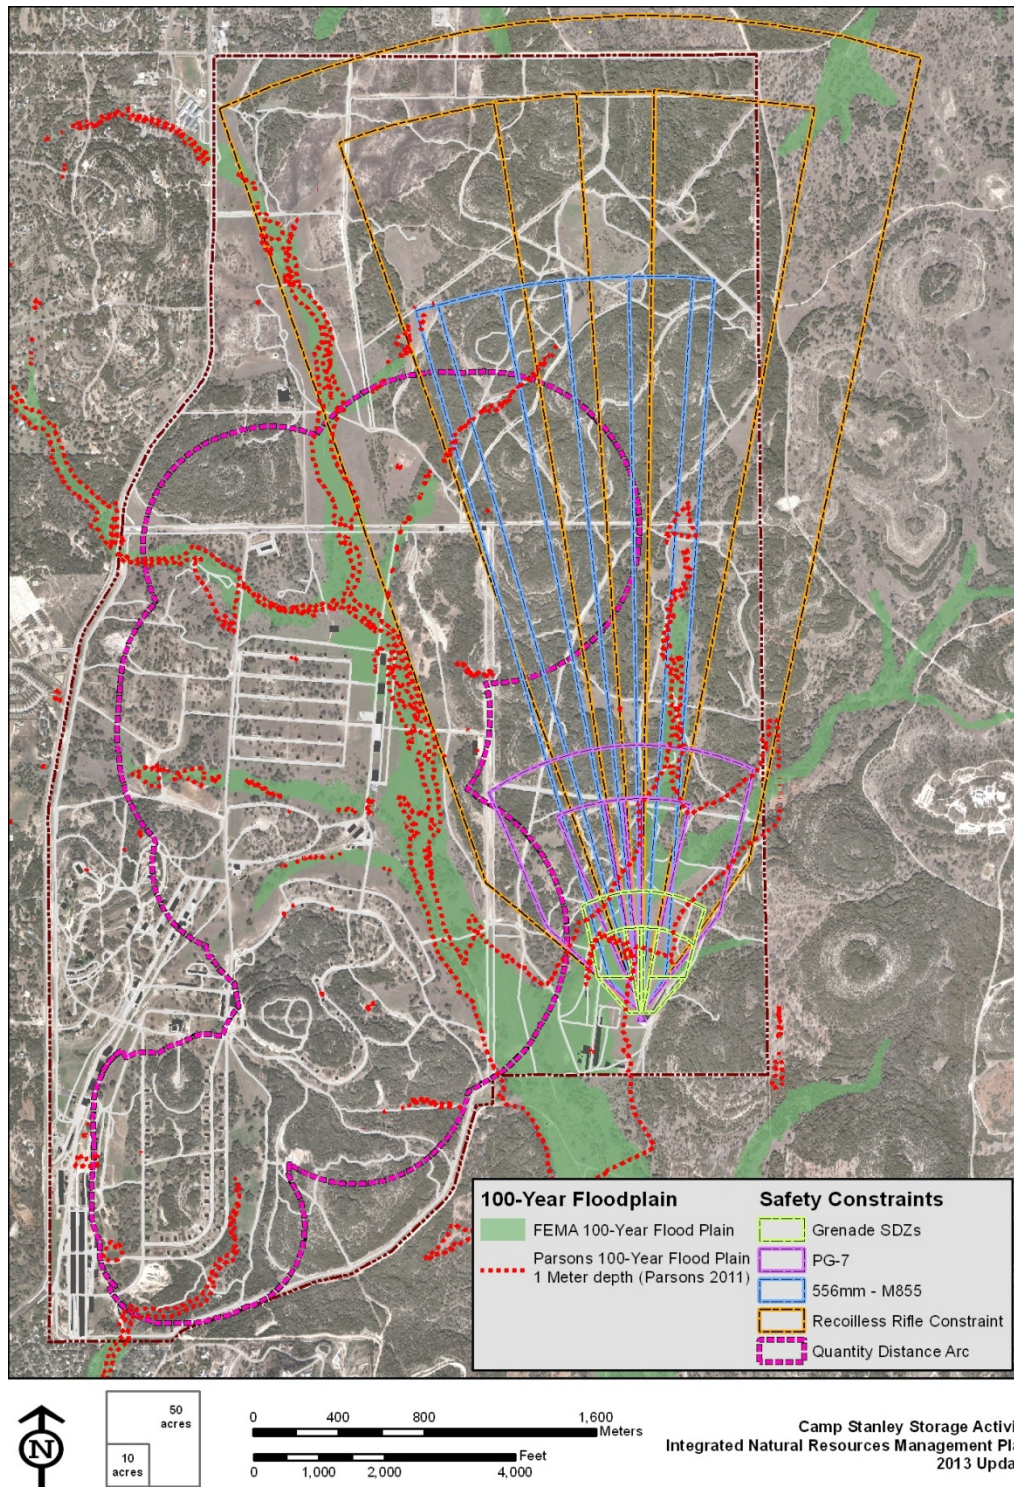 100-Year Floodplain
FEMA 100-Year Flood Plain
Parsons 100-Year Flood Plain
1 Meter depth (Parsons 2011)
Safety Constraints
Grenade SDZs
PG-7
556mm - M855
Recoilless Rifle Constraint
Quantity Distance Arc
N
50
acres
10
acres
0 400 800 1,600
Meters
Feet
0 1,000 2,000 4,000
Camp Stanley Storage Activi
Integrated Natural Resources Management Pla
2013 Upda